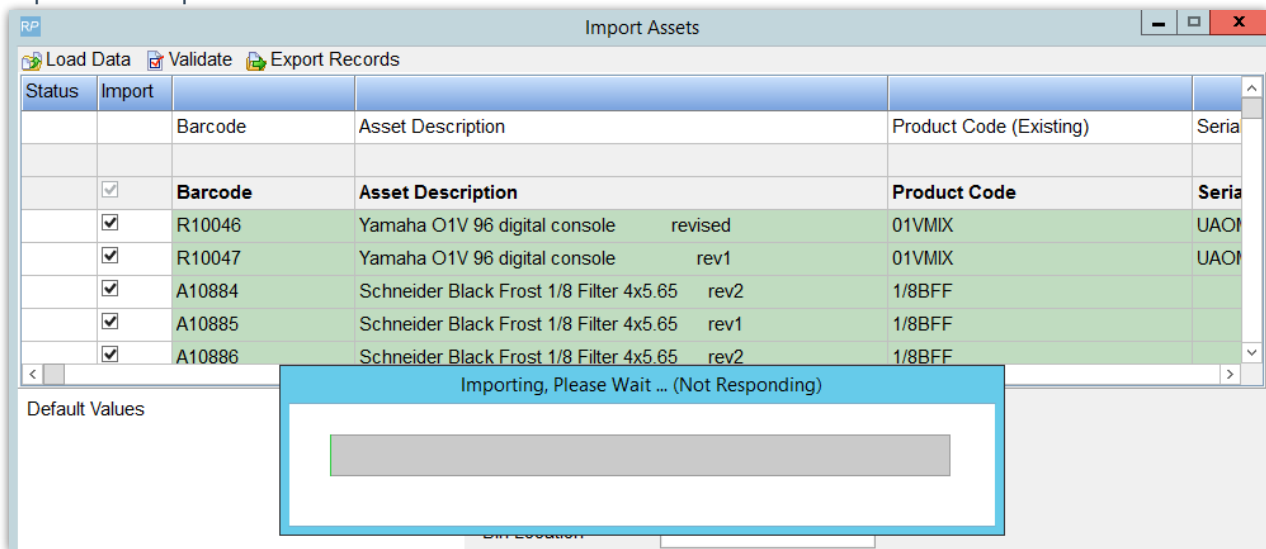 RP Import Assets
Load Data Validate Export Records
Status Import
Barcode Asset Description Product Code (Existing) Seria
Barcode Asset Description Product Code Seria
R10046 Yamaha O1V 96 digital console revised 01VMIX
R10047 Yamaha O1V 96 digital console rev1 01VMIX
A10884 Schneider Black Frost 1/8 Filter 4x5.65 rev2 1/8BFF
A10885 Schneider Black Frost 1/8 Filter 4x5.65 rev1 1/8BFF
A10886 Schneider Black Frost 1/8 Filter 4x5.65 rev2 1/8BFF
Importing, Please Wait ... (Not Responding)
Default Values